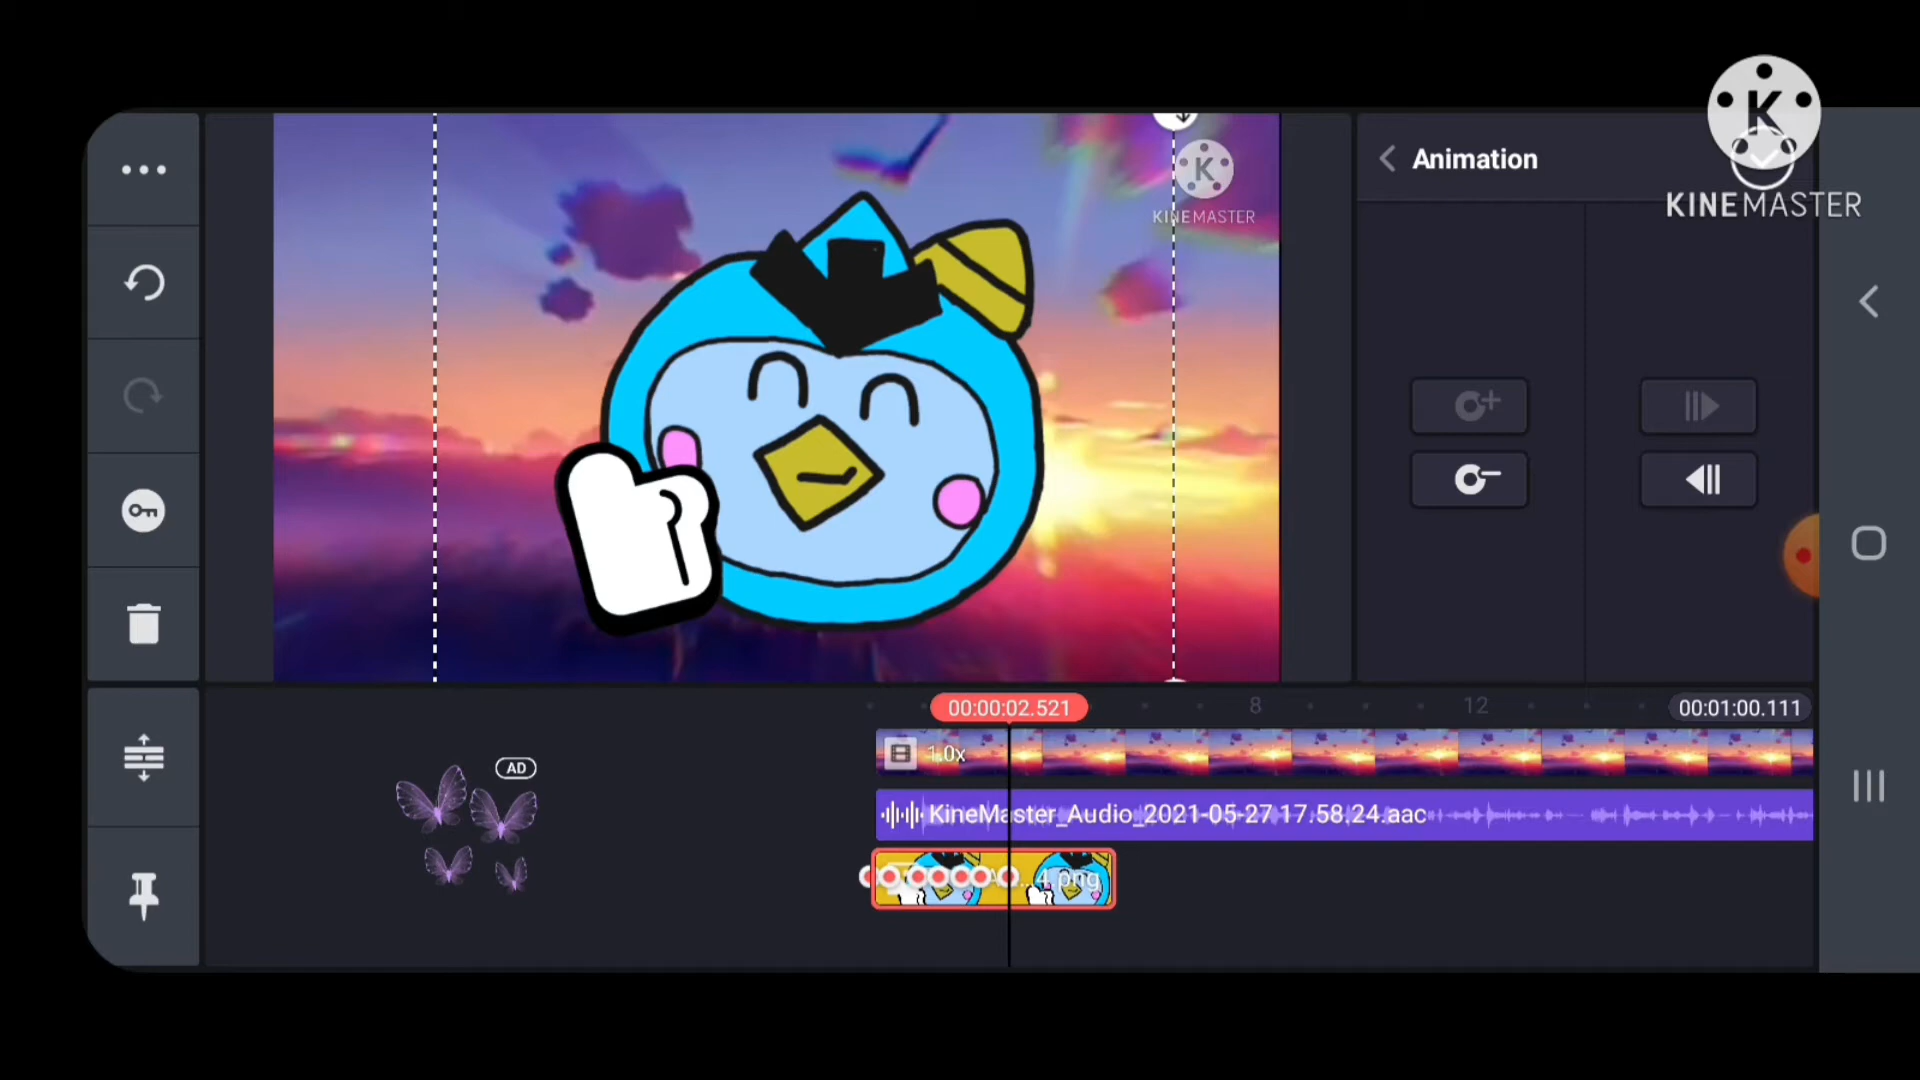 Animation
KINEMASTER
KINEMASTER
00:00:02.521
8
12
00:01:00.111
1.0x
AD
KineMaster_Audio_2021-05-27 17.58.24.aac
...4.png